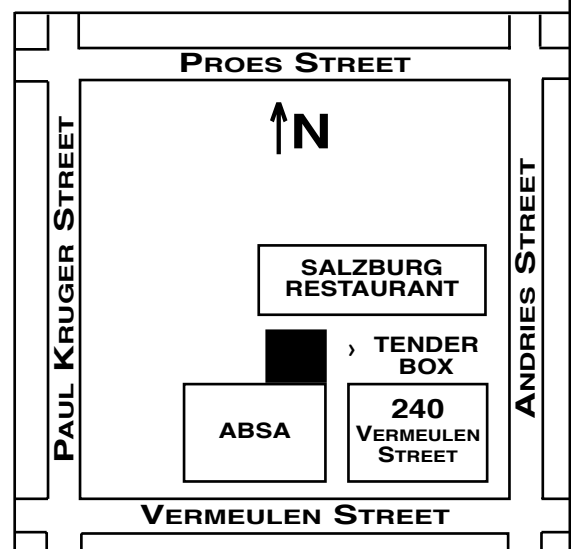 PROES STREET
N
PAUL KRUGER STREET
ANDRIES STREET
SALZBURG
RESTAURANT
› TENDER
BOX
ABSA
240
VERMEULEN
STREET
VERMEULEN STREET